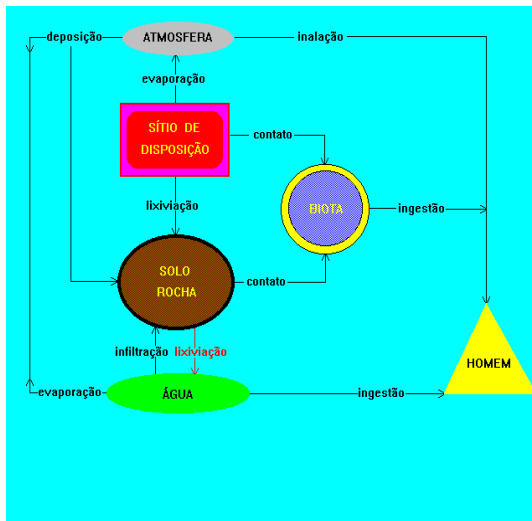 deposição
ATMOSFERA
inalação
evaporação
SÍTIO DE
DISPOSIÇÃO
contato
lixiviação
BIOTA
ingestão
SOLO
ROCHA
contato
infiltração
lixiviação
HOMEM
evaporação
ÁGUA
ingestão